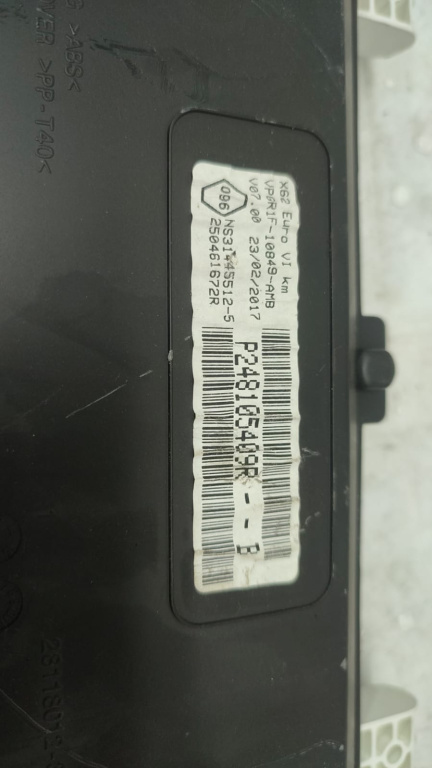 X62 Euro VI km
VPPR1F-10849-AMB
V07.00 23/02/2017
096 NS3145512-5
250461672R
P248105409R - - B
G >ABS<
>PP-T40<